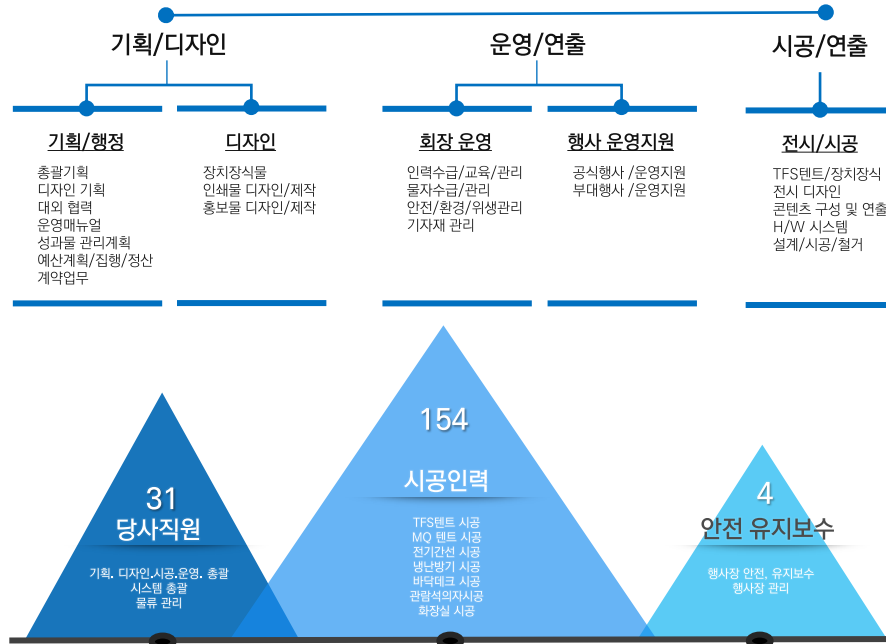 기획/디자인
운영/연출
시공/연출
기획/행정
총괄기획
디자인 기획
대외 협력
운영매뉴얼
성과물 관리계획
예산계획/집행/정산
계약업무
디자인
장치장식물
인쇄물 디자인/제작
홍보물 디자인/제작
회장 운영
인력수급/교육/관리
물자수급/관리
안전/환경/위생관리
기자재 관리
행사 운영지원
공식행사 /운영지원
부대행사 /운영지원
전시/시공
TFS텐트/장치장식
전시 디자인
콘텐츠 구성 및 연출
H/W 시스템
설계/시공/철거
31
당사직원
기획. 디자인.시공.운영. 총괄
시스템 총괄
물류 관리
154
시공인력
TFS텐트 시공
MQ 텐트 시공
전기간선 시공
냉난방기 시공
바닥데크 시공
관람석의자시공
화장실 시공
4
안전 유지보수
행사장 안전, 유지보수
행사장 관리